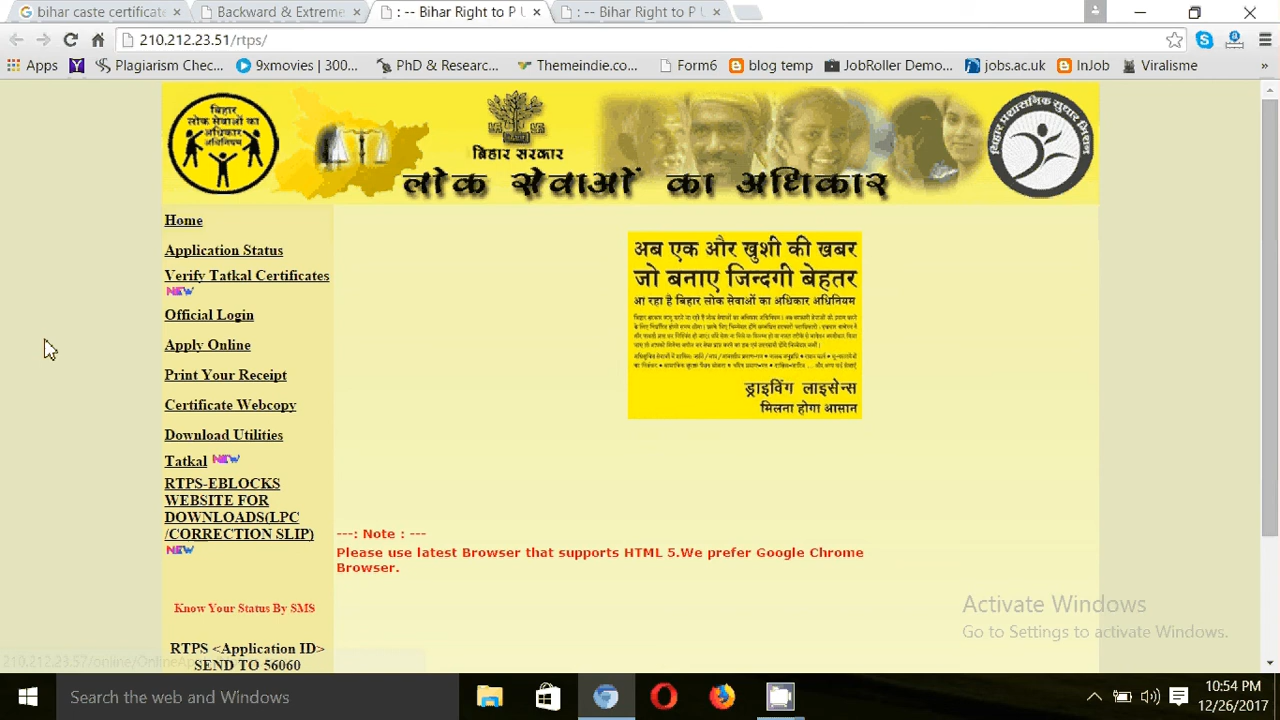 bihar caste certificate
Backward & Extreme
: -- Bihar Right to P U
: -- Bihar Right to P U
210.212.23.51/rtps/
Apps
Plagiarism Chec...
9xmovies | 300...
PhD & Researc...
Themeindie.co...
Form6
blog temp
JobRoller Demo...
jobs.ac.uk
InJob
Viralisme
»
बिहार
लोक सेवाओं का
अधिकार
अधिनियम
बिहार सरकार
लोक सेवाओं का अधिकार
बिहार प्रशासनिक सुधार मिशन
Home
Application Status
Verify Tatkal Certificates
NEW
Official Login
Apply Online
Print Your Receipt
Certificate Webcopy
Download Utilities
Tatkal NEW
RTPS-EBLOCKS
WEBSITE FOR
DOWNLOADS(LPC
/CORRECTION SLIP)
NEW
Know Your Status By SMS
RTPS <Application ID>
SEND TO 56060
अब एक और खुशी की खबर
जो बनाए जिन्दगी बेहतर
आ रहा है बिहार लोक सेवाओं का अधिकार अधिनियम
ड्राइविंग लाइसेन्स
मिलना होगा आसान
---: Note : ---
Please use latest Browser that supports HTML 5.We prefer Google Chrome
Browser.
Activate Windows
Go to Settings to activate Windows.
Search the web and Windows
10:54 PM
12/26/2017